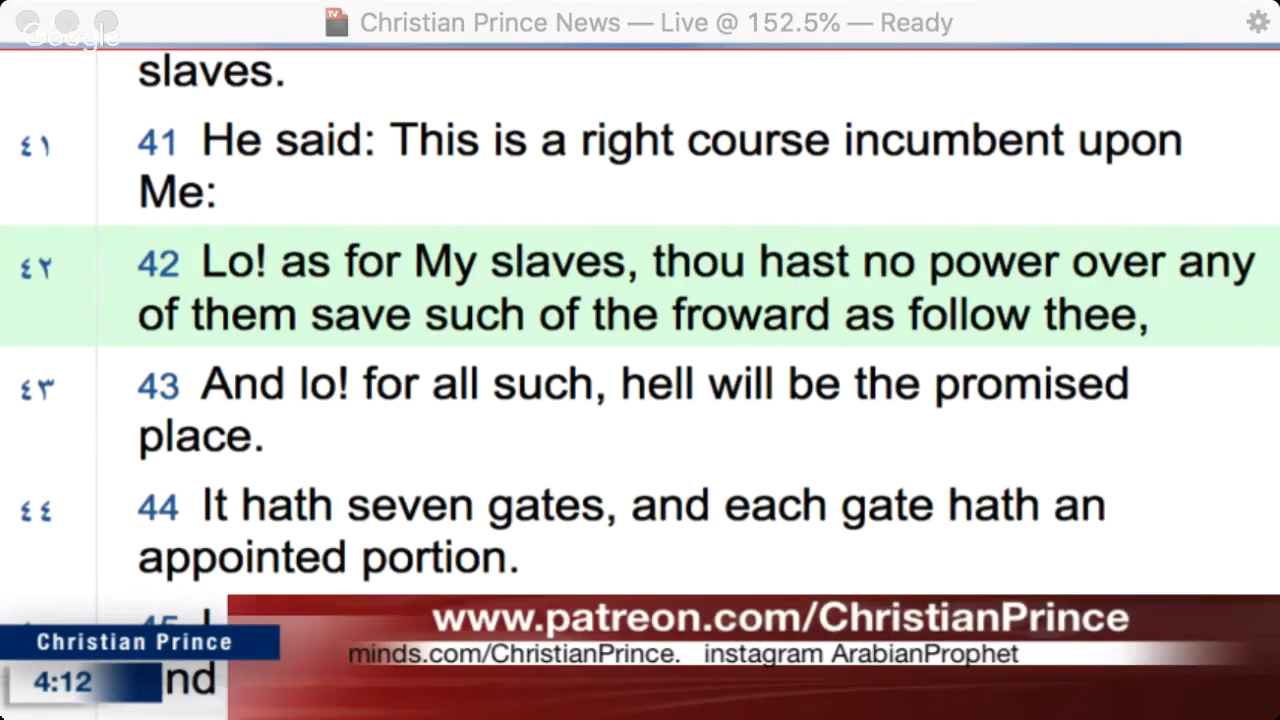 Christian Prince News — Live @ 152.5% — Ready
Google
slaves.
٤١ 41 He said: This is a right course incumbent upon
Me:
٤٢ 42 Lo! as for My slaves, thou hast no power over any
of them save such of the froward as follow thee,
٤٣ 43 And lo! for all such, hell will be the promised
place.
٤٤ 44 It hath seven gates, and each gate hath an
appointed portion.
www.patreon.com/ChristianPrince
Christian Prince
minds.com/ChristianPrince. instagram ArabianProphet
4:12
nd